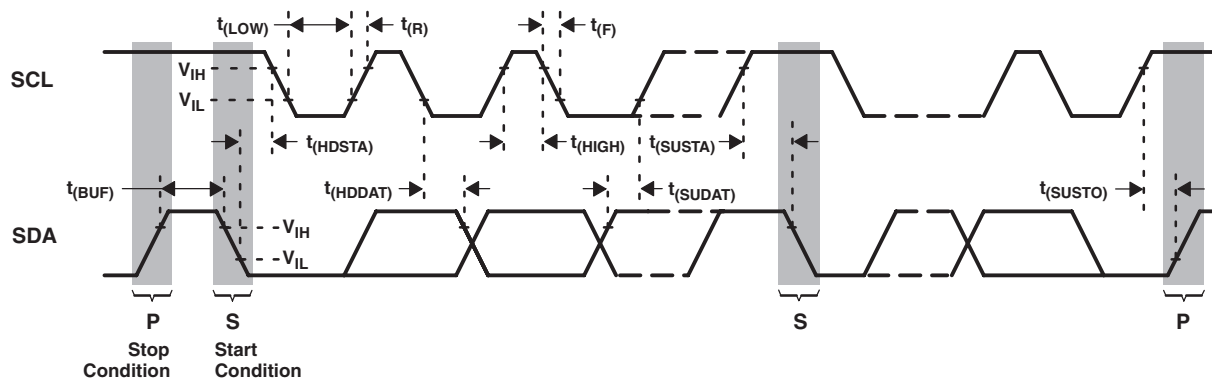 t(LOW)
t(R)
t(F)
SCL
VIH
VIL
t(HDSTA)
t(HIGH)
t(SUSTA)
t(BUF)
t(HDDAT)
t(SUDAT)
t(SUSTO)
SDA
VIH
VIL
P
S
S
P
Stop
Condition
Start
Condition